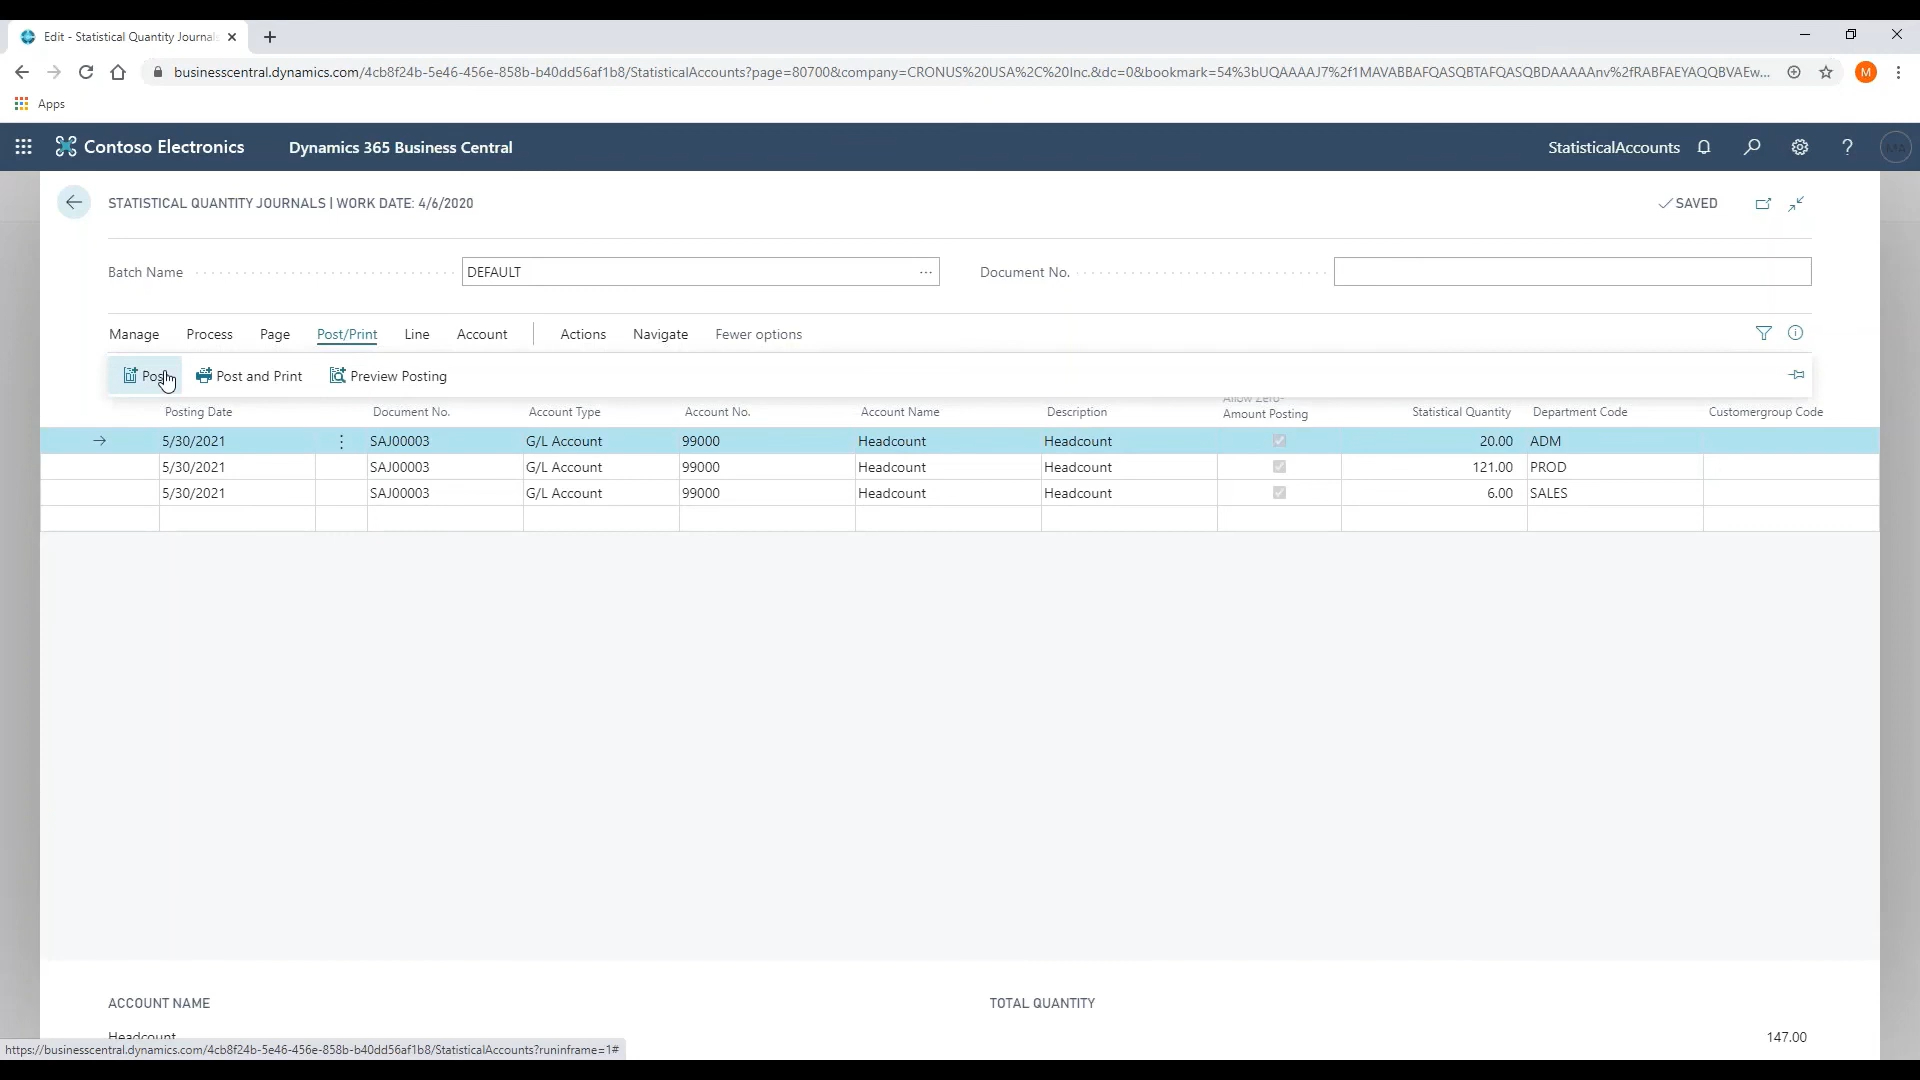 Edit - Statistical Quantity Journal
businesscentral.dynamics.com/4cb8f24b-5e46-456e-858b-b40dd56af1b8/StatisticalAccounts?page=80700&company=CRONUS%20USA%2C%20Inc.&dc=0&bookmark=54%3bUQAAAAJ7%2f1MAVABBAFQASQBTAFQASQBDAAAAAnv%2fRABFAEYAQQBVAEw...
M
Apps
Contoso Electronics
Dynamics 365 Business Central
StatisticalAccounts
STATISTICAL QUANTITY JOURNALS | WORK DATE: 4/6/2020
SAVED
Batch Name
DEFAULT
Document No.
Manage Process Page Post/Print Line Account Actions Navigate Fewer options
Post and Print Preview Posting
Posting Date Document No. Account Type Account No. Account Name Description Allow Zero-Amount Posting Statistical Quantity Department Code Customergroup Code
5/30/2021 SAJ00003 G/L Account 99000 Headcount Headcount 20.00 ADM
5/30/2021 SAJ00003 G/L Account 99000 Headcount Headcount 121.00 PROD
5/30/2021 SAJ00003 G/L Account 99000 Headcount Headcount 6.00 SALES
ACCOUNT NAME
TOTAL QUANTITY
Headcount
147.00
https://businesscentral.dynamics.com/4cb8f24b-5e46-456e-858b-b40dd56af1b8/StatisticalAccounts?runinframe=1#